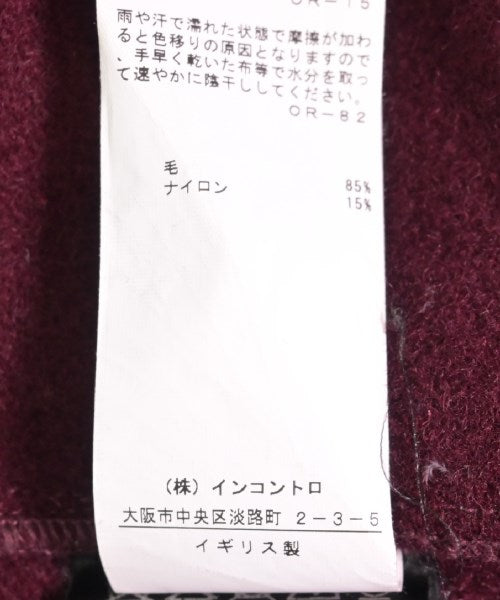 CR-15
雨や汗で濡れた状態で摩擦が加わ
ると色移りの原因となりますので
、手早く乾いた布等で水分を取っ
て速やかに陰干ししてください。
CR-82
毛 85%
ナイロン 15%
(株) インコントロ
大阪市中央区淡路町 2-3-5
イギリス製